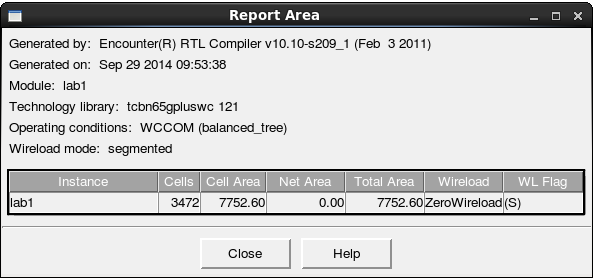 Report Area
Generated by: Encounter(R) RTL Compiler v10.10-s209_1 (Feb 3 2011)
Generated on: Sep 29 2014 09:53:38
Module: lab1
Technology library: tcbn65gpluswc 121
Operating conditions: WCCOM (balanced_tree)
Wireload mode: segmented
Instance Cells Cell Area Net Area Total Area Wireload WL Flag
lab1 3472 7752.60 0.00 7752.60 ZeroWireload (S)
Close Help